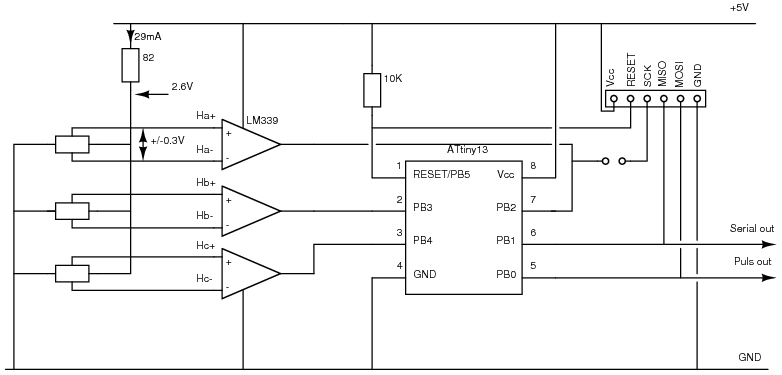 +5V
29mA
82
2.6V
10K
Vcc
RESET
SCK
MISO
MOSI
GND
Ha+
LM339
+
+/-0.3V
Ha-
-
ATtiny13
1
RESET/PB5
Vcc
8
Hb+
+
2
PB3
PB2
7
Hb-
-
Serial out
3
PB4
PB1
6
Hc+
+
Puls out
4
GND
PB0
5
Hc-
-
GND